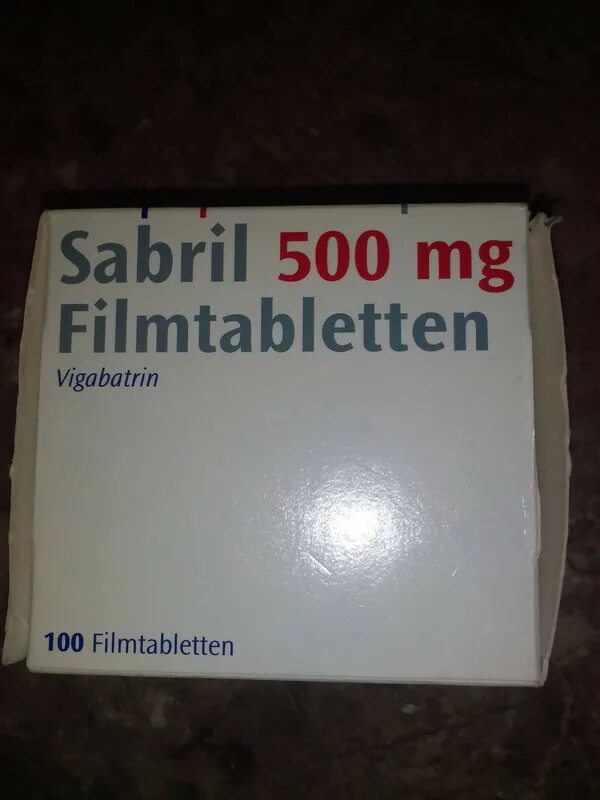 Sabril 500 mg
Filmtabletten
Vigabatrin
100 Filmtabletten